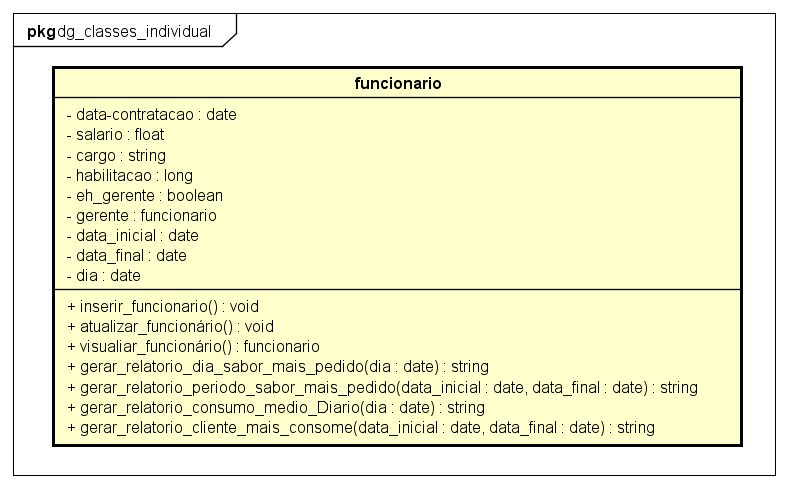 pkg dg_classes_individual
funcionario
- data-contratacao : date
- salario : float
- cargo : string
- habilitacao : long
- eh_gerente : boolean
- gerente : funcionario
- data_inicial : date
- data_final : date
- dia : date
+ inserir_funcionario() : void
+ atualizar_funcionário() : void
+ visualiar_funcionário() : funcionario
+ gerar_relatorio_dia_sabor_mais_pedido(dia : date) : string
+ gerar_relatorio_periodo_sabor_mais_pedido(data_inicial : date, data_final : date) : string
+ gerar_relatorio_consumo_medio_Diario(dia : date) : string
+ gerar_relatorio_cliente_mais_consome(data_inicial : date, data_final : date) : string